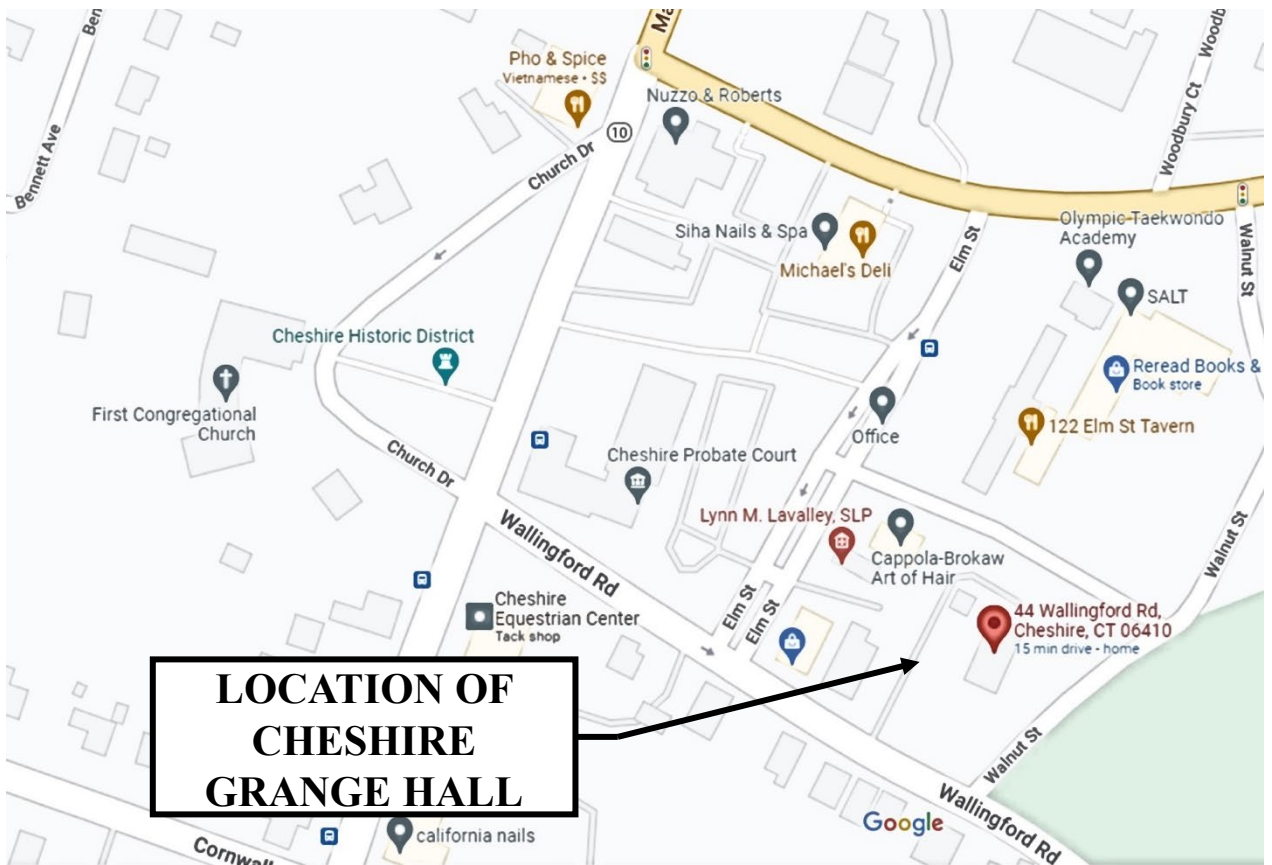 Ben
Ma
Woodb
Pho & Spice
Vietnamese • $$
Nuzzo & Roberts
10
Bennett Ave
Church Dr
Woodbury Ct
Siha Nails & Spa
Michael's Deli
Elm St
Olympic Taekwondo
Academy
Walnut St
SALT
Cheshire Historic District
Reread Books &
Book store
First Congregational
Church
Office
122 Elm St Tavern
Church Dr
Cheshire Probate Court
Wallingford Rd
Lynn M. Lavalley, SLP
Cappola-Brokaw
Art of Hair
Walnut St
Elm St
Elm St
Cheshire
Equestrian Center
Tack shop
44 Wallingford Rd,
Cheshire, CT 06410
15 min drive - home
LOCATION OF
CHESHIRE
GRANGE HALL
Walnut St
Wallingford Rd
Google
california nails
Cornwall